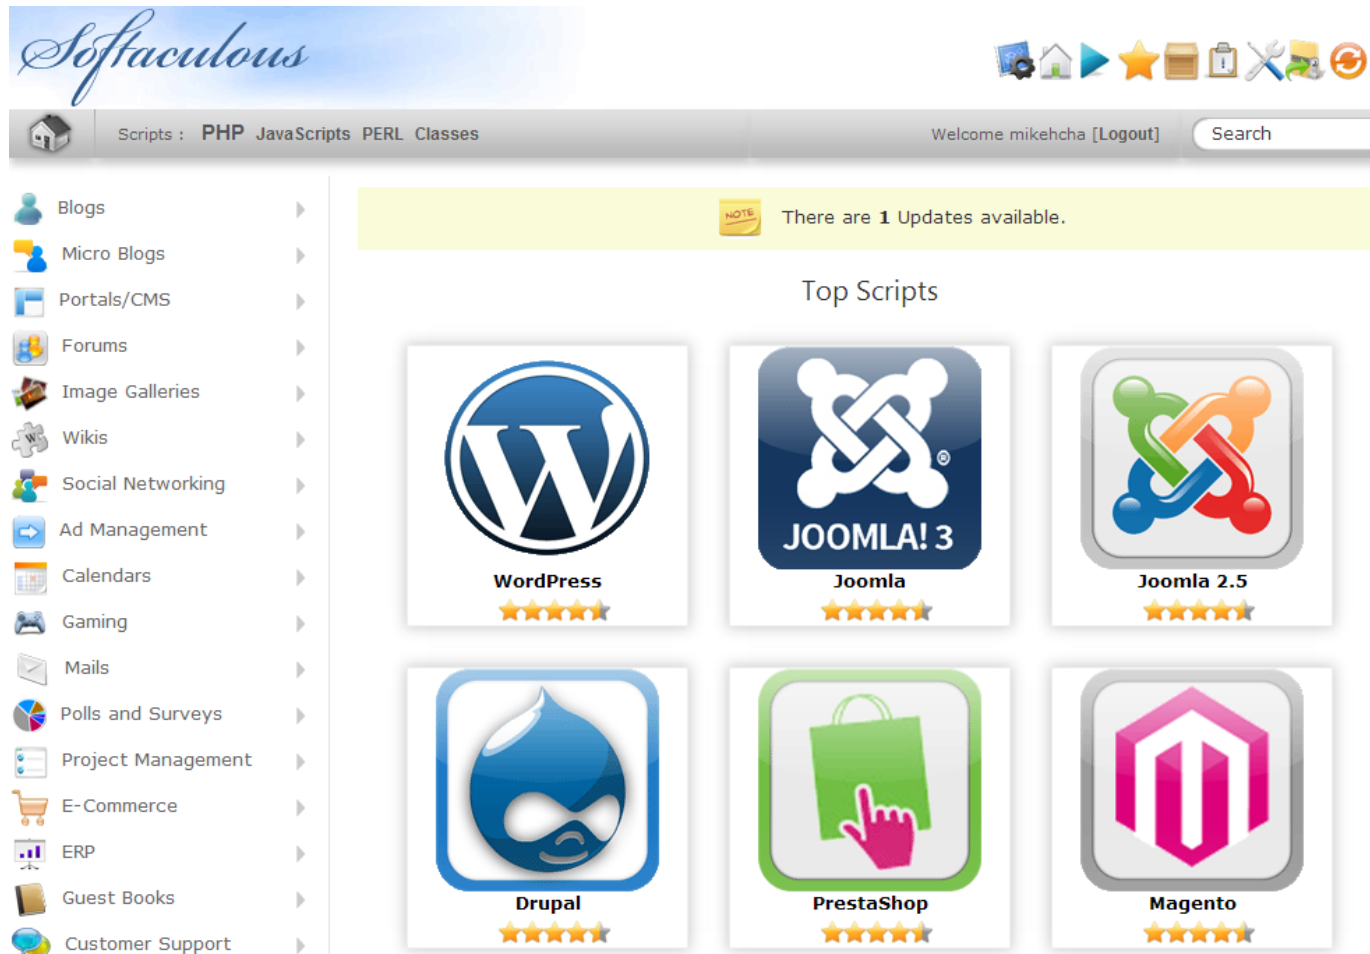 Softaculous
Scripts : PHP JavaScripts PERL Classes
Welcome mikehcha [Logout]
Search
Blogs
Micro Blogs
Portals/CMS
Forums
Image Galleries
Wikis
Social Networking
Ad Management
Calendars
Gaming
Mails
Polls and Surveys
Project Management
E-Commerce
ERP
Guest Books
Customer Support
NOTE
There are 1 Updates available.
Top Scripts
W
JOOMLA! 3
®
WordPress
Joomla
Joomla 2.5
Drupal
PrestaShop
Magento